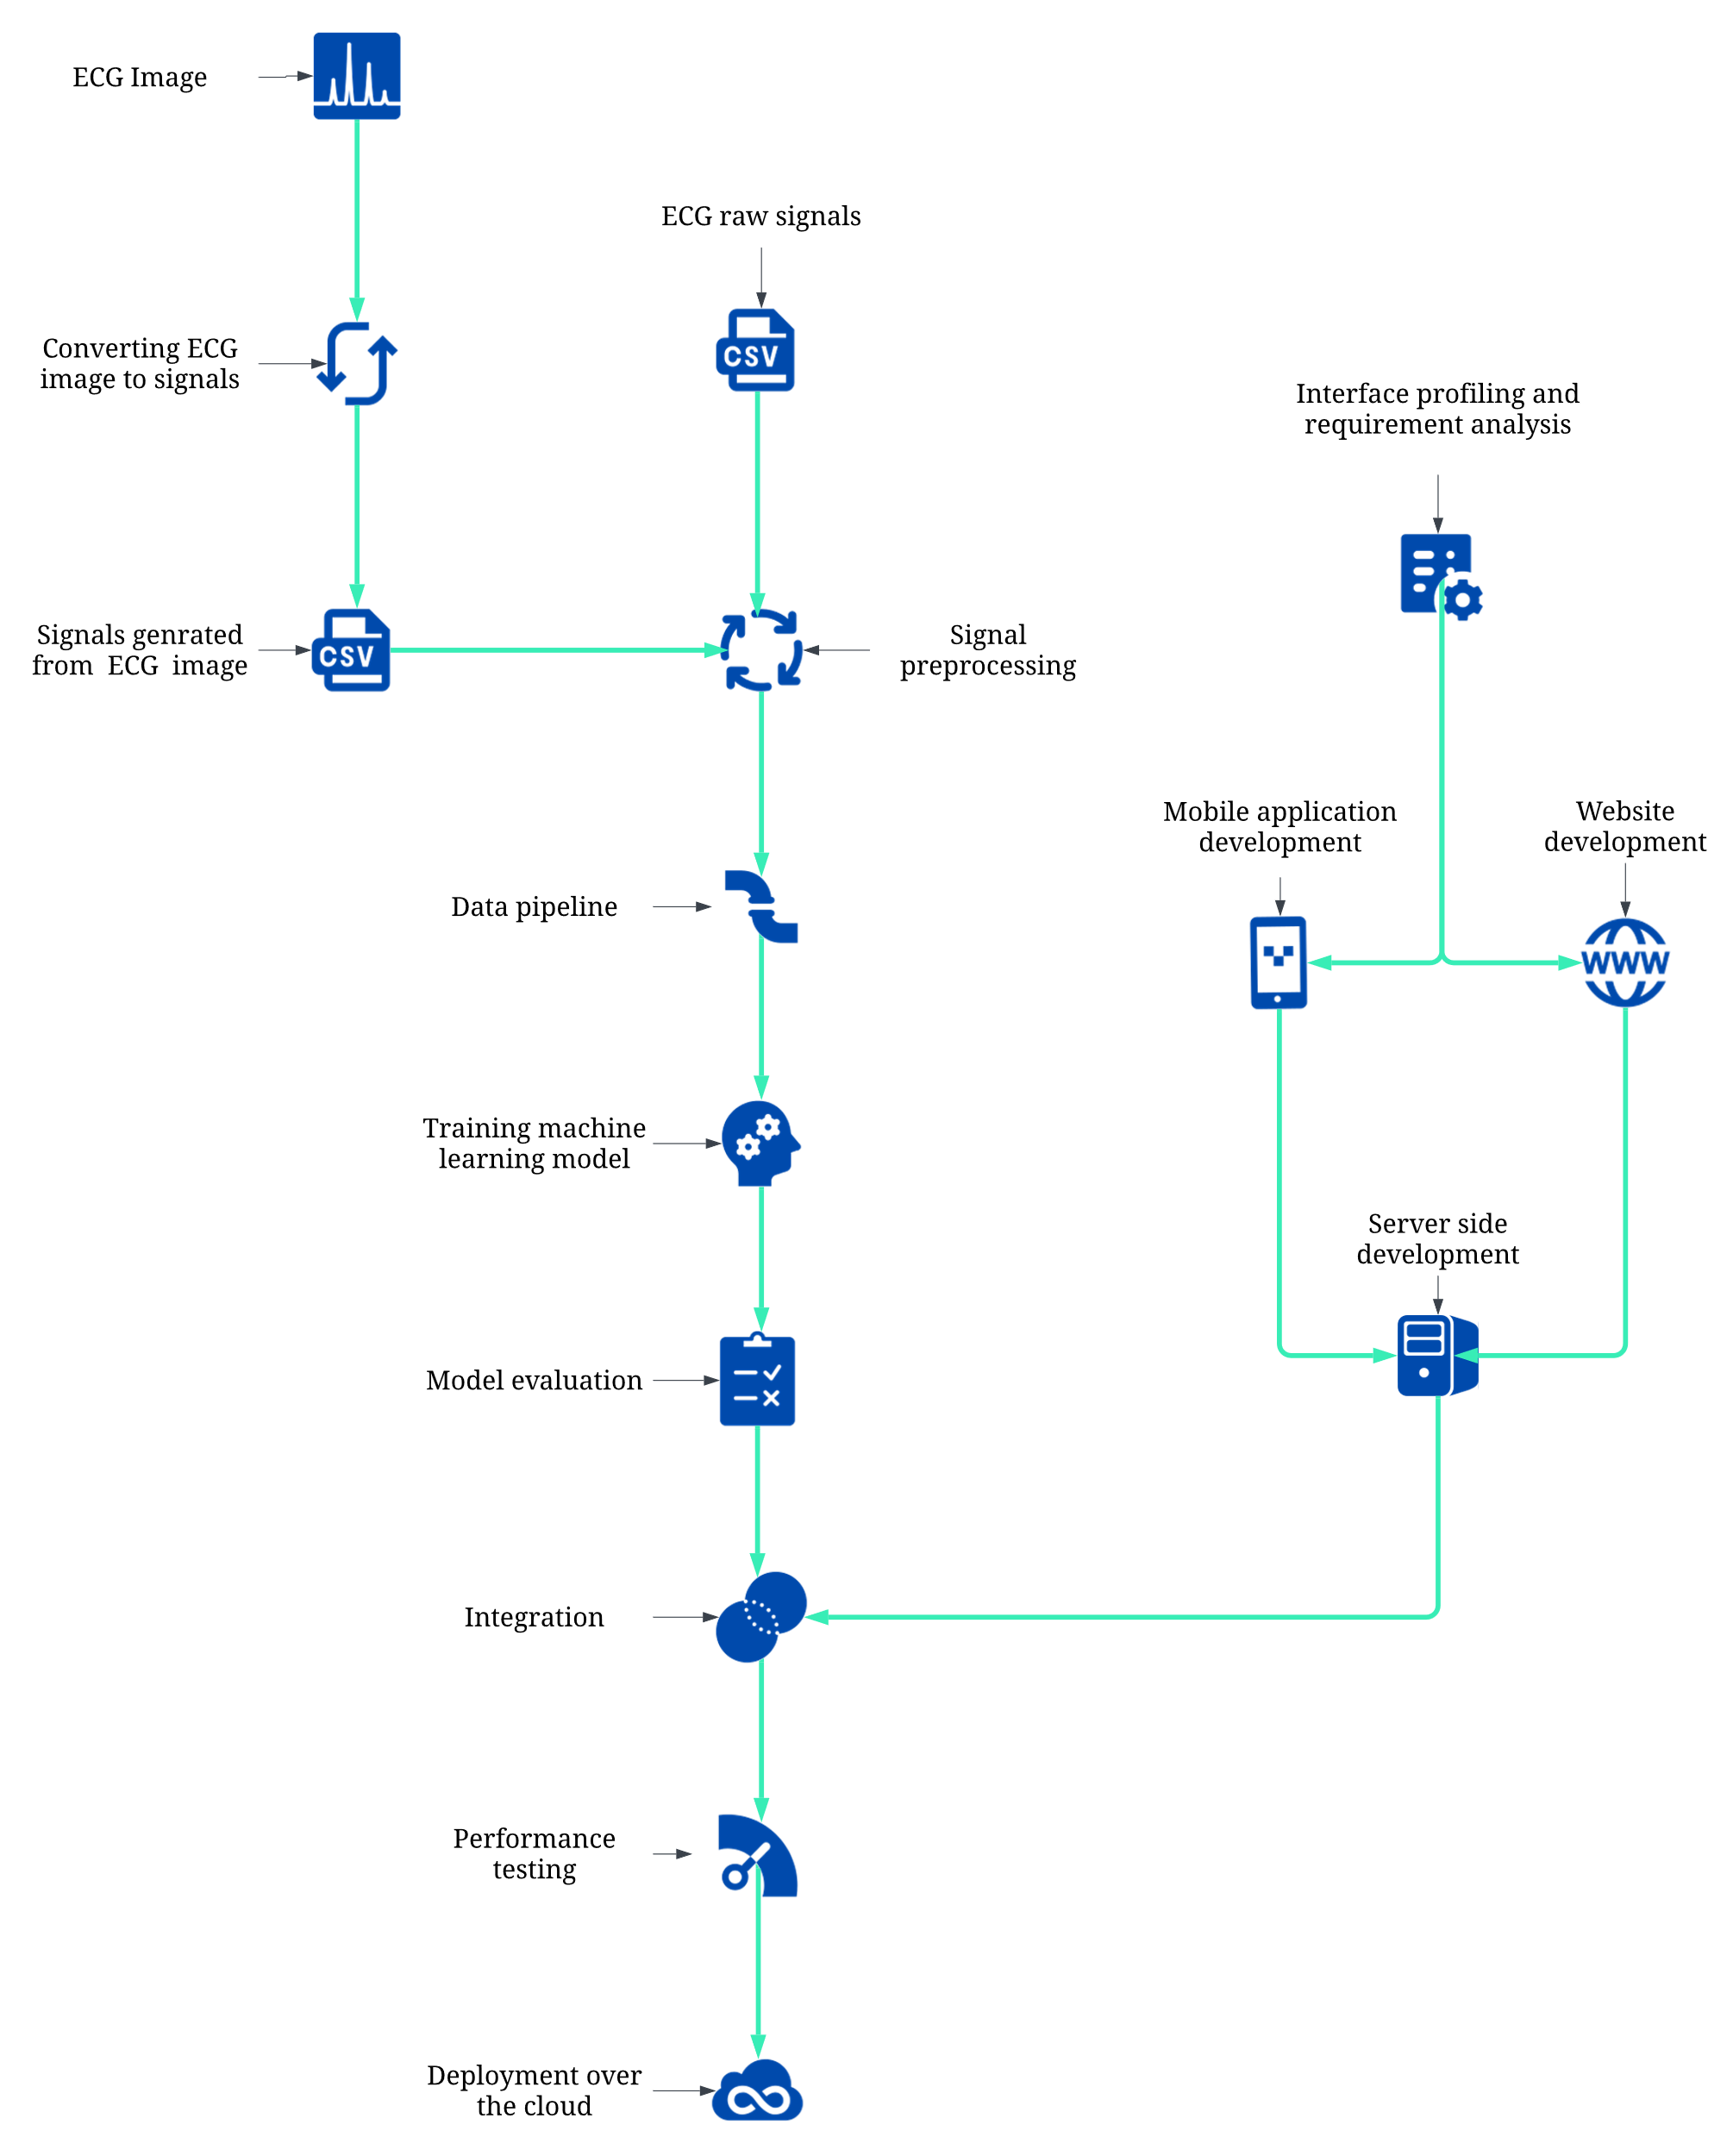 ECG Image
ECG raw signals
Converting ECG
image to signals
CSV
Interface profiling and
requirement analysis
Signals genrated
from ECG image
CSV
Signal
preprocessing
Mobile application
development
Website
development
Data pipeline
WWW
Training machine
learning model
Server side
development
Model evaluation
Integration
Performance
testing
Deployment over
the cloud